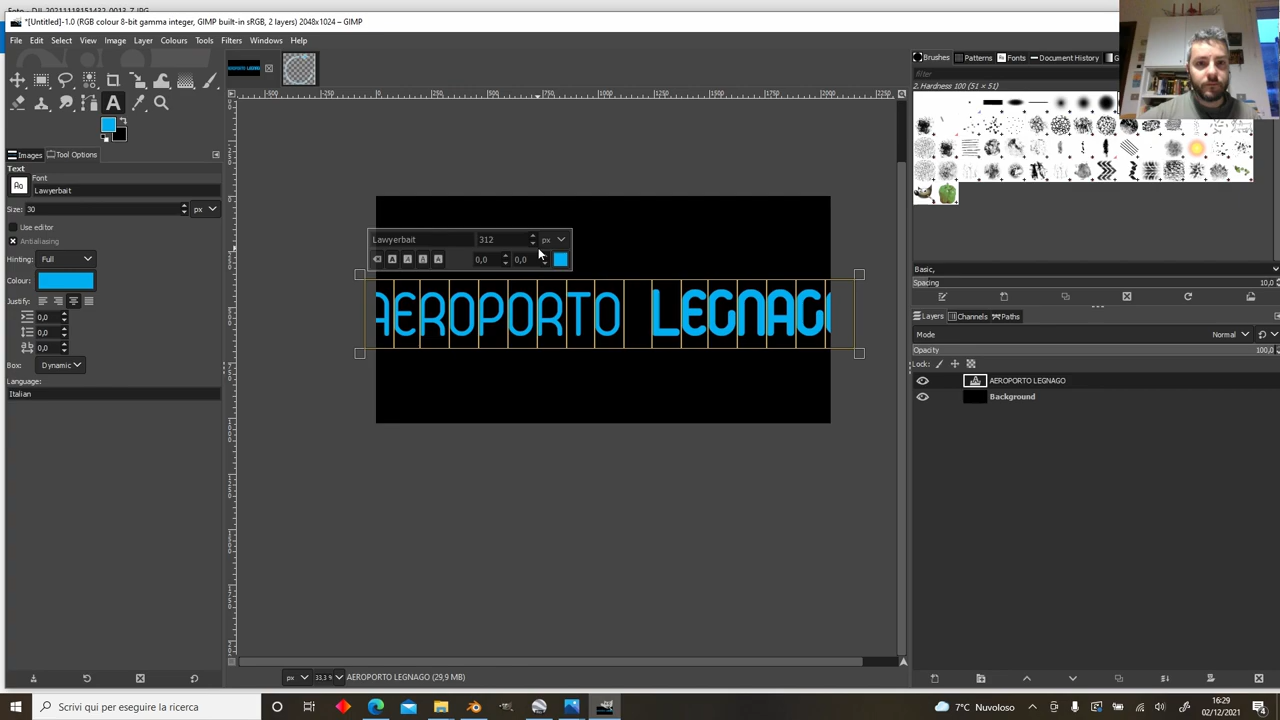 *[Untitled]-1.0 (RGB colour 8-bit gamma integer, GIMP built-in sRGB, 2 layers) 2048x1024 – GIMP
File Edit Select View Image Layer Colours Tools Filters Windows Help
AEROPORTO LEGNAGO
Brushes Patterns Fonts Document History
filter
2. Hardness 100 (51 × 51)
Images Tool Options
Text
Font
Aa Lawyerbait
Size: 30 px
Use editor
Antialiasing
Hinting: Full
Colour:
Justify:
0,0
0,0
0,0
Box: Dynamic
Language:
Italian
Lawyerbait 312 px
0,0 0,0
AEROPORTO LEGNAG
Basic,
Spacing 10,0
Layers Channels Paths
Mode Normal
Opacity 100,0
Lock:
AEROPORTO LEGNAGO
Background
px 33,3 % AEROPORTO LEGNAGO (29,9 MB)
Scrivi qui per eseguire la ricerca
7°C Nuvoloso
16:29
02/12/2021